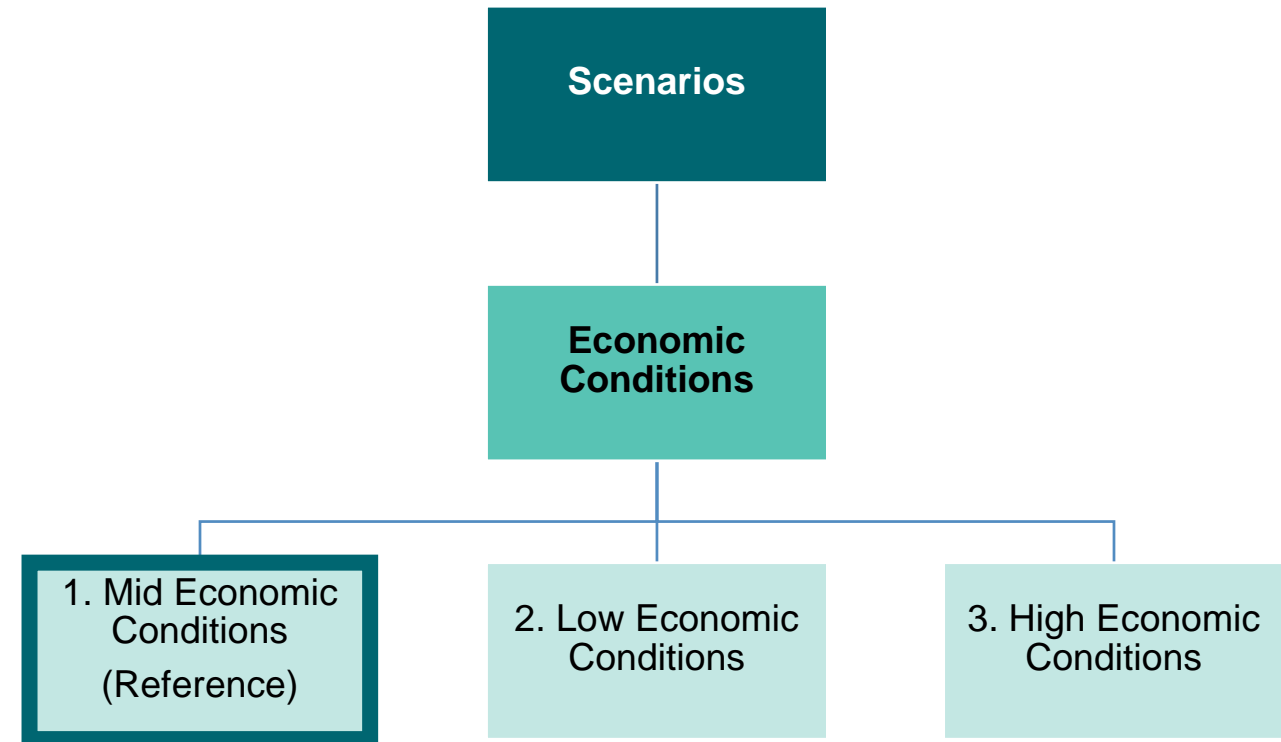 Scenarios
Economic
Conditions
1. Mid Economic
Conditions
(Reference)
2. Low Economic
Conditions
3. High Economic
Conditions